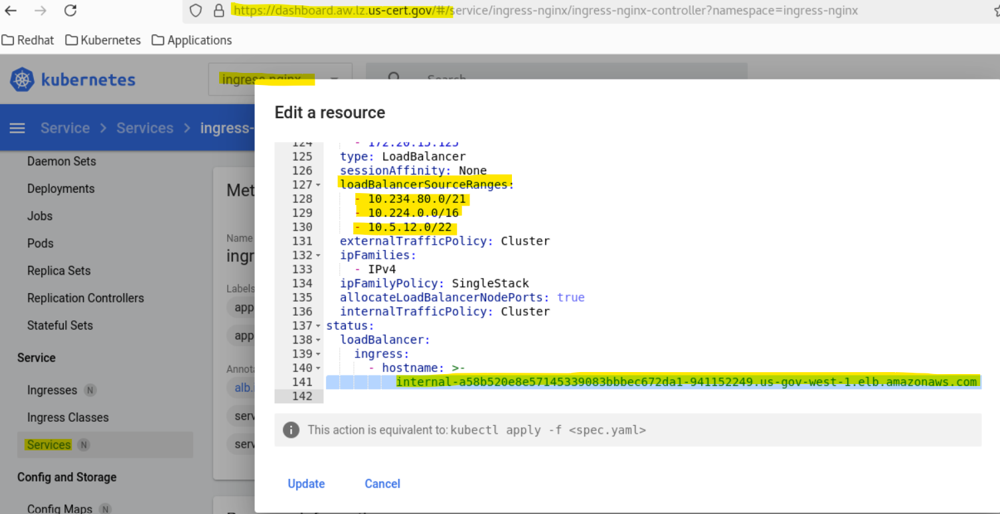 https://dashboard.aw.lz.us-cert.gov/#/service/ingress-nginx/ingress-nginx-controller?namespace=ingress-nginx
Redhat Kubernetes Applications
kubernetes ingress-nginx Search
Service > Services > ingress-
Daemon Sets
Deployments
Jobs
Pods
Replica Sets
Replication Controllers
Stateful Sets
Service
Ingresses N
Ingress Classes
Services N
Config and Storage
Config Maps N
Met
Name
ingr
Labels
app
app
Annota
alb.i
serv
serv
Edit a resource
124 - 172.20.15.125
125 type: LoadBalancer
126 sessionAffinity: None
127 loadBalancerSourceRanges:
128 - 10.234.80.0/21
129 - 10.224.0.0/16
130 - 10.5.12.0/22
131 externalTrafficPolicy: Cluster
132 ipFamilies:
133 - IPv4
134 ipFamilyPolicy: SingleStack
135 allocateLoadBalancerNodePorts: true
136 internalTrafficPolicy: Cluster
137 status:
138 loadBalancer:
139 ingress:
140 - hostname: >-
141 internal-a58b520e8e57145339083bbbec672da1-941152249.us-gov-west-1.elb.amazonaws.com
142
This action is equivalent to: kubectl apply -f <spec.yaml>
Update Cancel